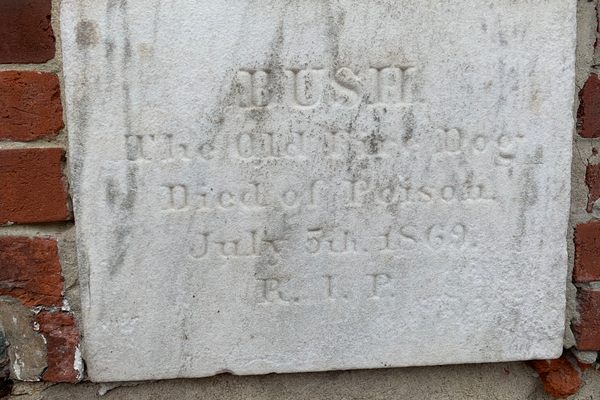 BUSH
The Old Fire Dog
Died of Poison
July 5th 1869.
R. I. P.